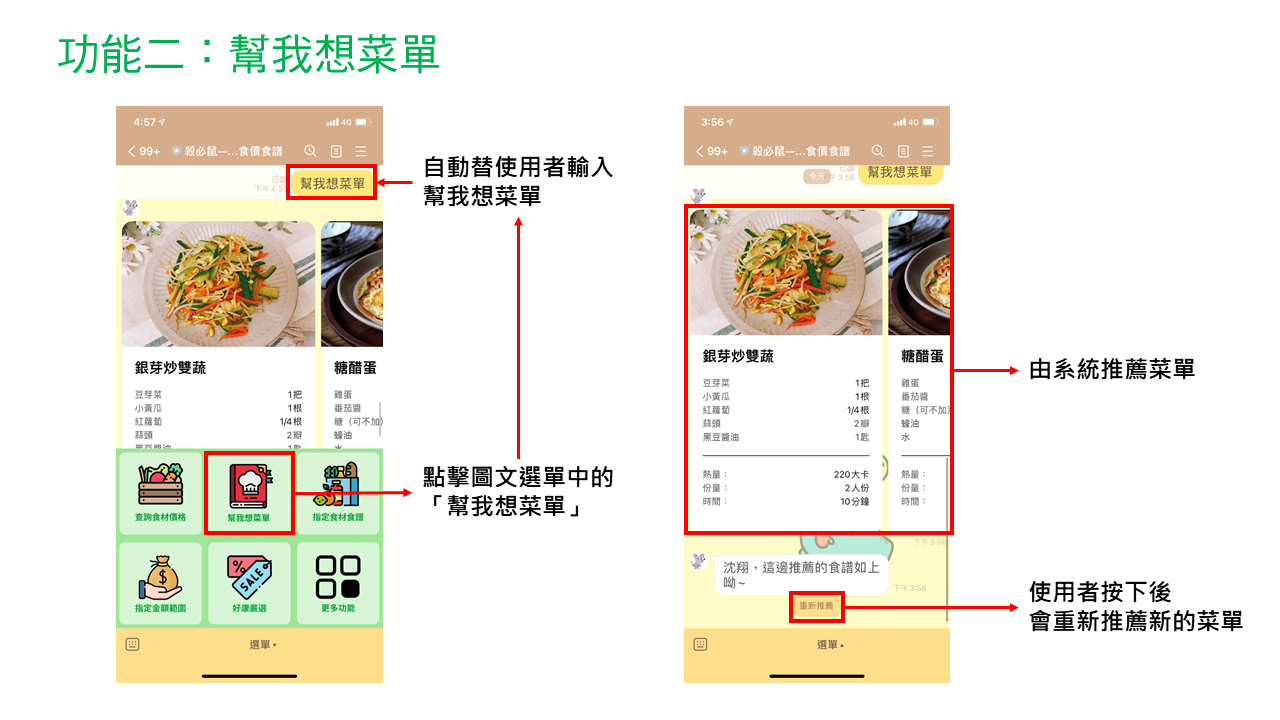 功能二：幫我想菜單
4:57
4G
99+
殺必鼠—...食價食譜
已讀
下午 4:57
幫我想菜單
銀芽炒雙蔬
豆芽菜 1把
小黃瓜 1根
紅蘿蔔 1/4根
蒜頭 2瓣
黑豆醬油 1匙
糖醋蛋
雞蛋
番茄醬
糖（可不加)
蠔油
水
查詢食材價格
幫我想菜單
指定食材食譜
指定金額範圍
SALE
好康嚴選
更多功能
選單▾
自動替使用者輸入
幫我想菜單
點擊圖文選單中的
「幫我想菜單」
3:56
4G
99+
殺必鼠—...食價食譜
今天
已讀
下午 3:56
幫我想菜單
銀芽炒雙蔬
豆芽菜 1把
小黃瓜 1根
紅蘿蔔 1/4根
蒜頭 2瓣
黑豆醬油 1匙
熱量： 220大卡
份量： 2人份
時間： 10分鐘
糖醋蛋
雞蛋
番茄醬
糖（可不加)
蠔油
水
熱量：
份量：
時間：
下午 3:56
沈翔，這邊推薦的食譜如上
呦~
下午 3:56
重新推薦
選單▴
由系統推薦菜單
使用者按下後
會重新推薦新的菜單